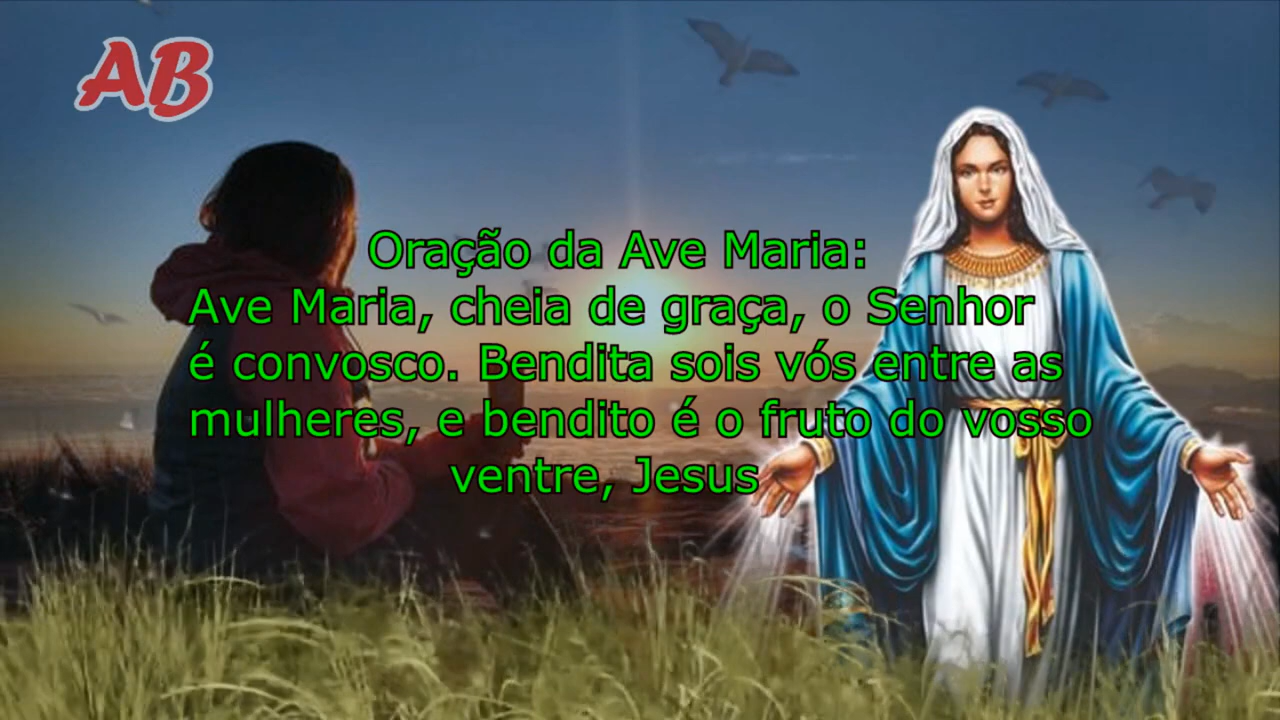 AB
Oração da Ave Maria:
Ave Maria, cheia de graça, o Senhor
é convosco. Bendita sois vós entre as
mulheres, e bendito é o fruto do vosso
ventre, Jesus